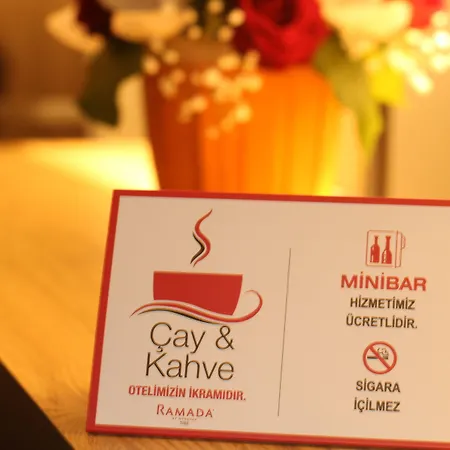 Çay &
Kahve
OTELİMİZİN İKRAMIDIR.
RAMADA
MİNİBAR
HİZMETİMİZ
ÜCRETLİDİR.
SİGARA
İÇİLMEZ